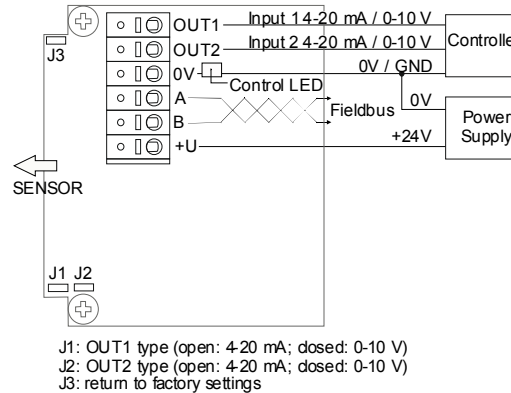 OUT1
Input 1 4-20 mA / 0-10 V
OUT2
Input 2 4-20 mA / 0-10 V
Controlle
J3
0V
0V / GND
Control LED
A
Fieldbus
0V
B
Power
Supply
+U
+24V
SENSOR
J1 J2
J1: OUT1 type (open: 4-20 mA; closed: 0-10 V)
J2: OUT2 type (open: 4-20 mA; closed: 0-10 V)
J3: return to factory settings